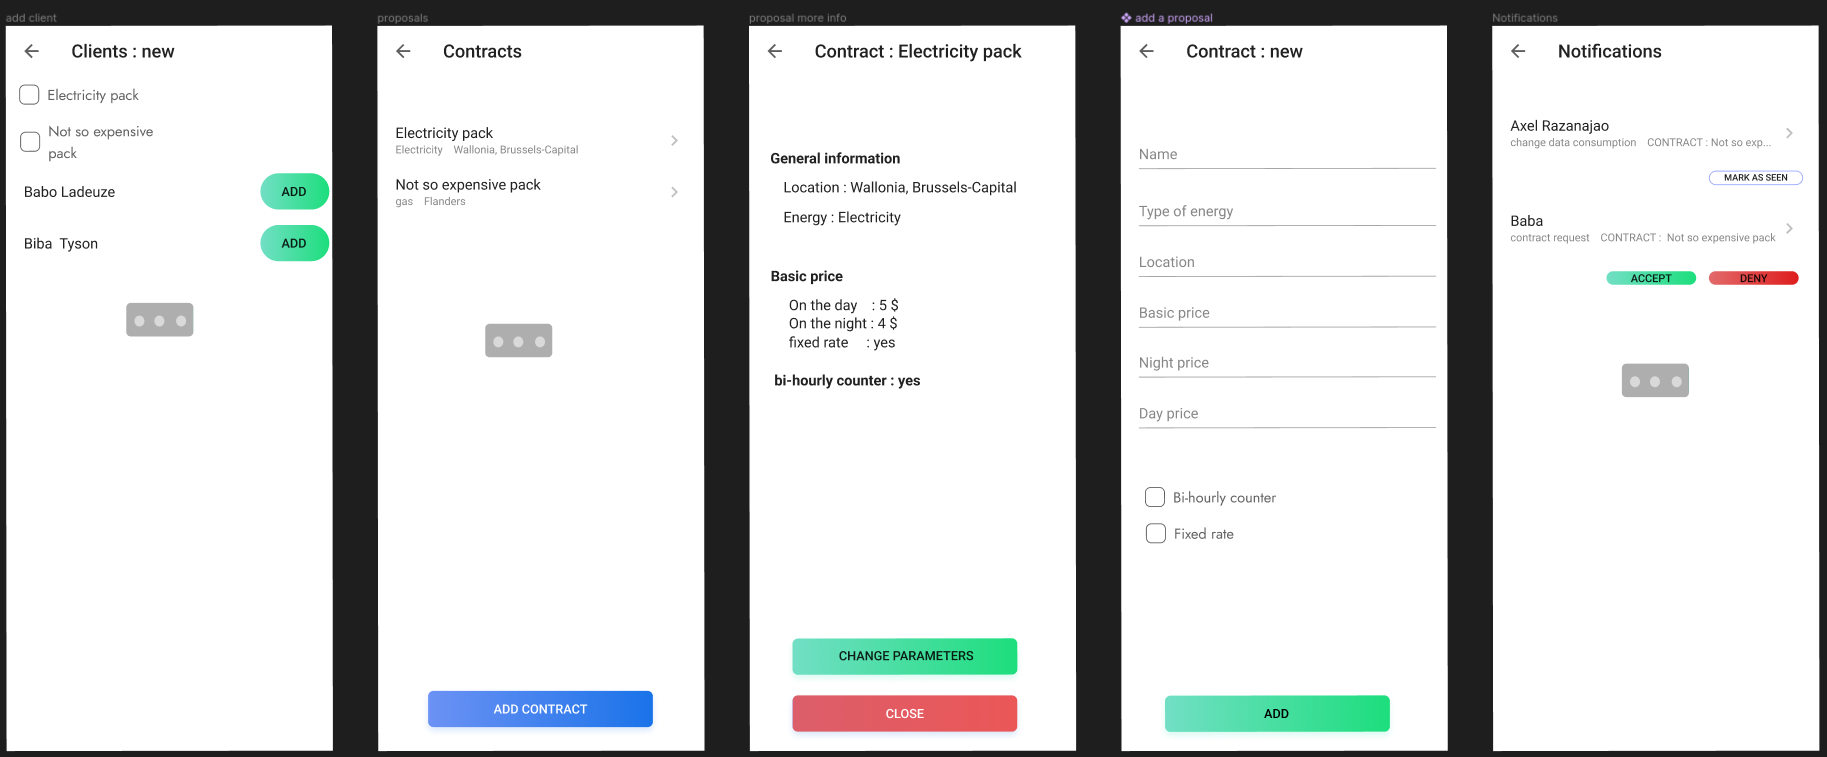 add client
Clients : new
Electricity pack
Not so expensive
pack
Babo Ladeuze
ADD
Biba Tyson
ADD
proposals
Contracts
Electricity pack
Electricity Wallonia, Brussels-Capital
Not so expensive pack
gas Flanders
ADD CONTRACT
proposal more info
Contract : Electricity pack
General information
Location : Wallonia, Brussels-Capital
Energy : Electricity
Basic price
On the day : 5 $
On the night : 4 $
fixed rate : yes
bi-hourly counter : yes
CHANGE PARAMETERS
CLOSE
add a proposal
Contract : new
Name
Type of energy
Location
Basic price
Night price
Day price
Bi-hourly counter
Fixed rate
ADD
Notifications
Notifications
Axel Razanajao
change data consumption CONTRACT : Not so exp...
MARK AS SEEN
Baba
contract request CONTRACT : Not so expensive pack
ACCEPT DENY